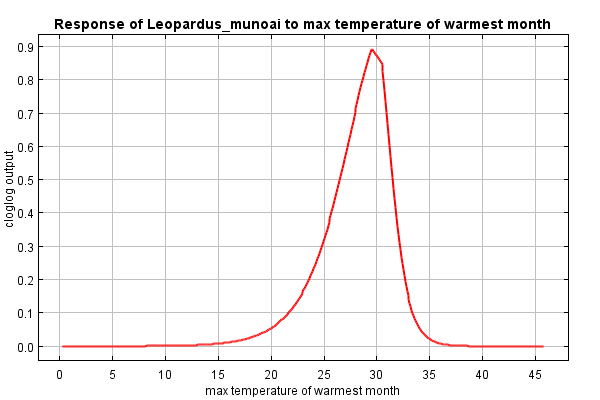 Response of Leopardus_munoai to max temperature of warmest month
0.9
0.8
0.7
0.6
0.5
0.4
0.3
0.2
0.1
0.0
cloglog output
0 5 10 15 20 25 30 35 40 45
max temperature of warmest month